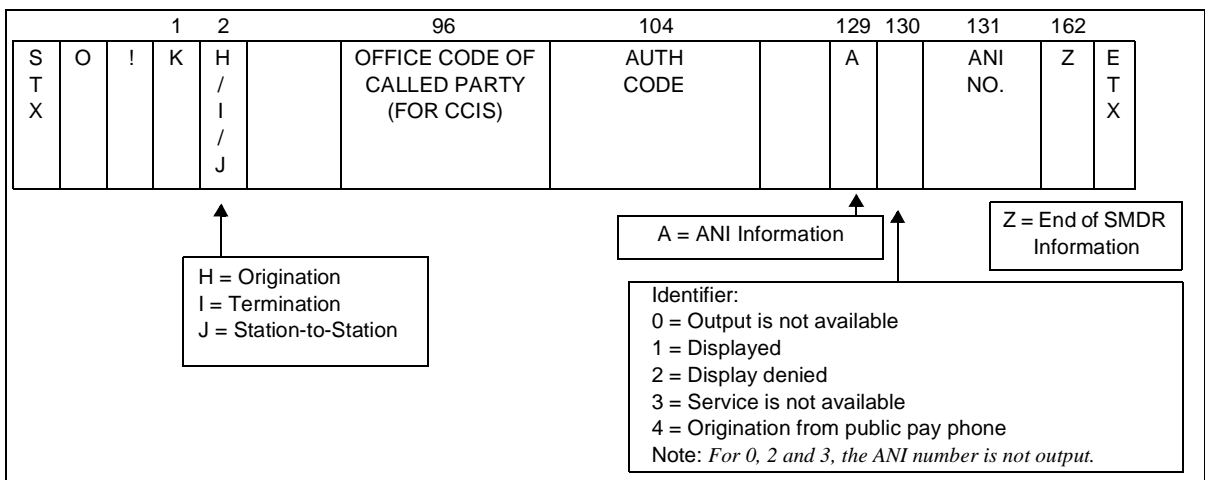 1 2 96 104 129 130 131 162
S O ! K H OFFICE CODE OF AUTH A ANI Z E
T / CALLED PARTY CODE NO. T
X I (FOR CCIS) X
/
J
A = ANI Information
Z = End of SMDR
Information
H = Origination
I = Termination
J = Station-to-Station
Identifier:
0 = Output is not available
1 = Displayed
2 = Display denied
3 = Service is not available
4 = Origination from public pay phone
Note: For 0, 2 and 3, the ANI number is not output.